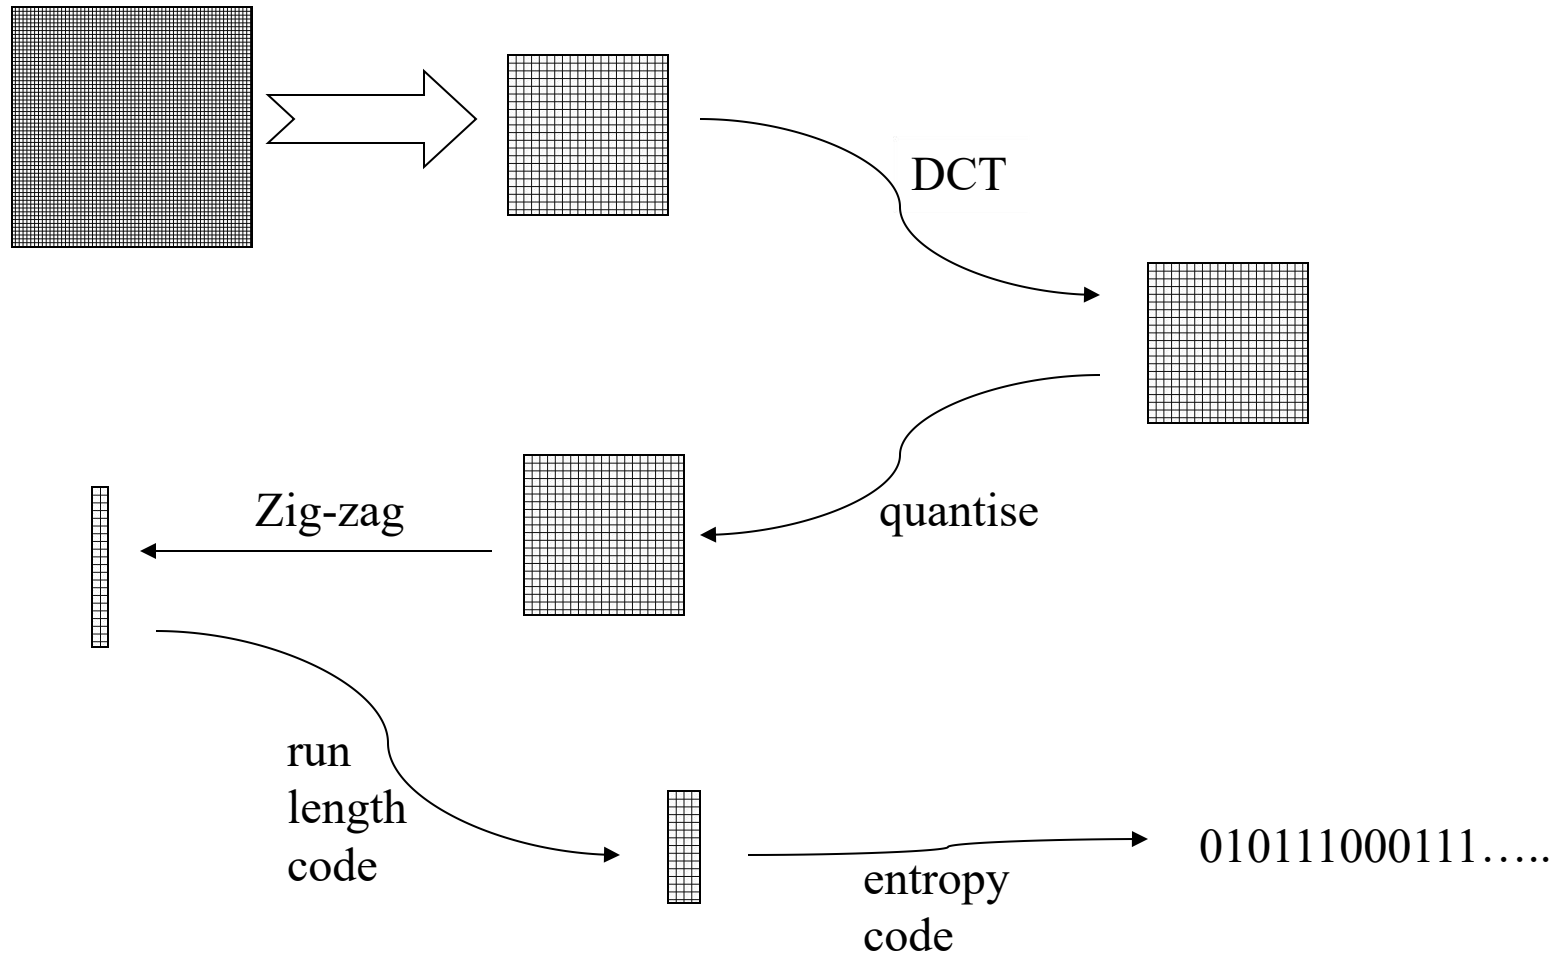 DCT
quantise
Zig-zag
run
length
code
entropy
code
010111000111…..